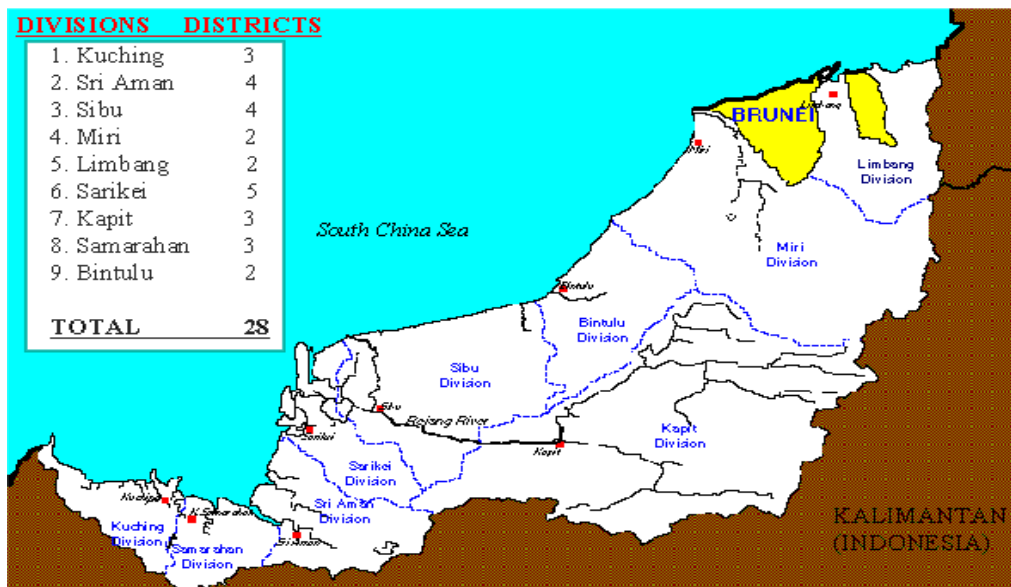 DIVISIONS DISTRICTS
1. Kuching 3
2. Sri Aman 4
3. Sibu 4
4. Miri 2
5. Limbang 2
6. Sarikei 5
7. Kapit 3
8. Samarahan 3
9. Bintulu 2
TOTAL 28
BRUNEI
Limbang
Miri
Limbang
Division
South China Sea
Miri
Division
Bintulu
Bintulu
Division
Sibu
Division
Sibu
Rajang River
Sarikei
Kapit
Division
Kapit
Sarikei
Division
Kuching
K.Samarahan
Sri Aman
Division
Kuching
Division
Sri Aman
Samarahan
Division
KALIMANTAN
(INDONESIA)